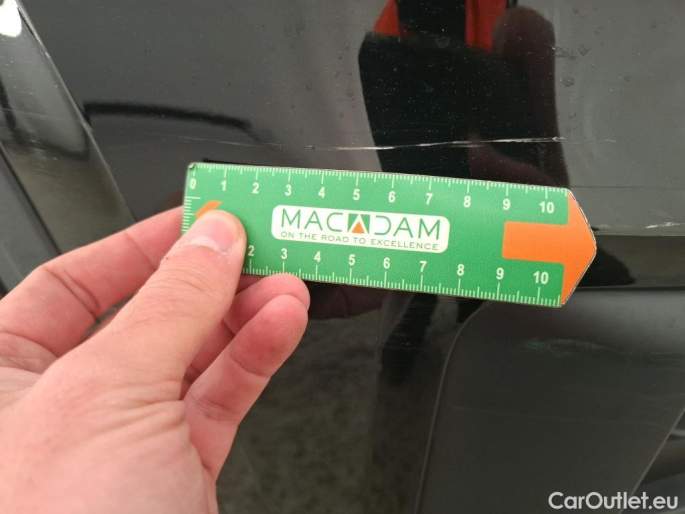 0 1 2 3 4 5 6 7 8 9 10
MACADAM
ON THE ROAD TO EXCELLENCE
2 3 4 5 6 7 8 9 10
CarOutlet.eu